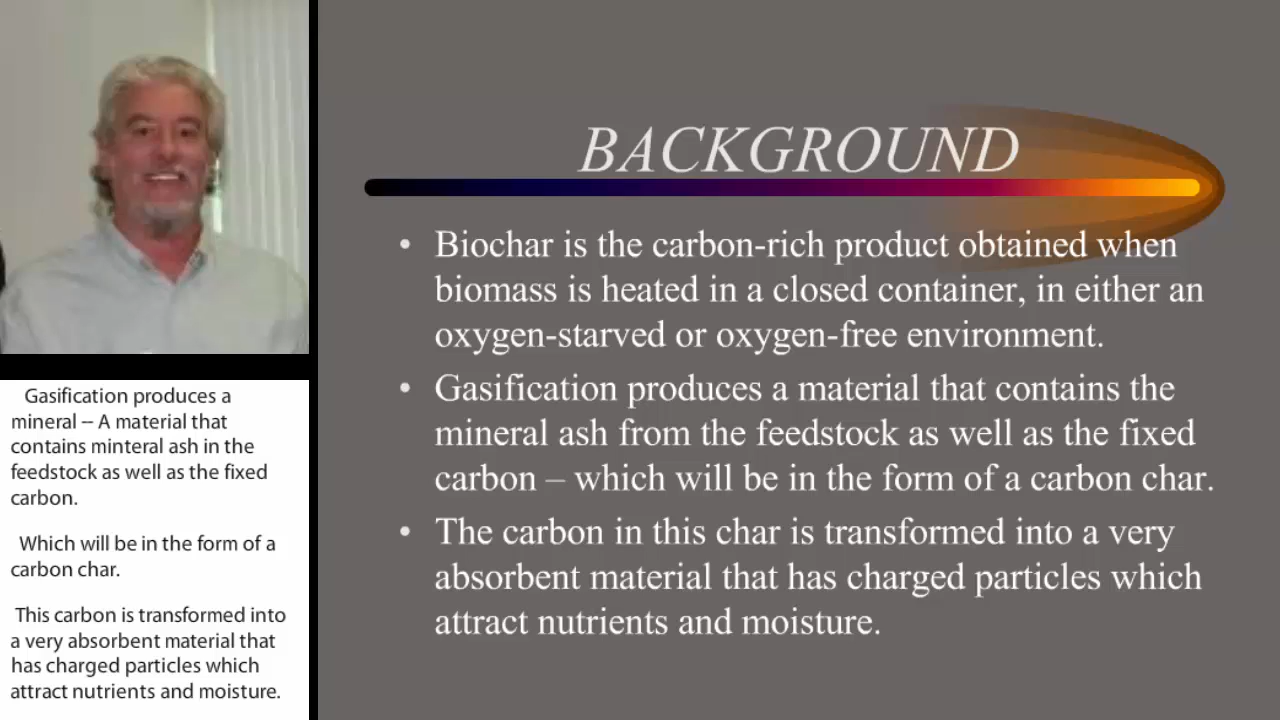 BACKGROUND
• Biochar is the carbon-rich product obtained when
biomass is heated in a closed container, in either an
oxygen-starved or oxygen-free environment.
• Gasification produces a material that contains the
mineral ash from the feedstock as well as the fixed
carbon – which will be in the form of a carbon char.
• The carbon in this char is transformed into a very
absorbent material that has charged particles which
attract nutrients and moisture.
Gasification produces a
mineral -- A material that
contains minteral ash in the
feedstock as well as the fixed
carbon.
Which will be in the form of a
carbon char.
This carbon is transformed into
a very absorbent material that
has charged particles which
attract nutrients and moisture.